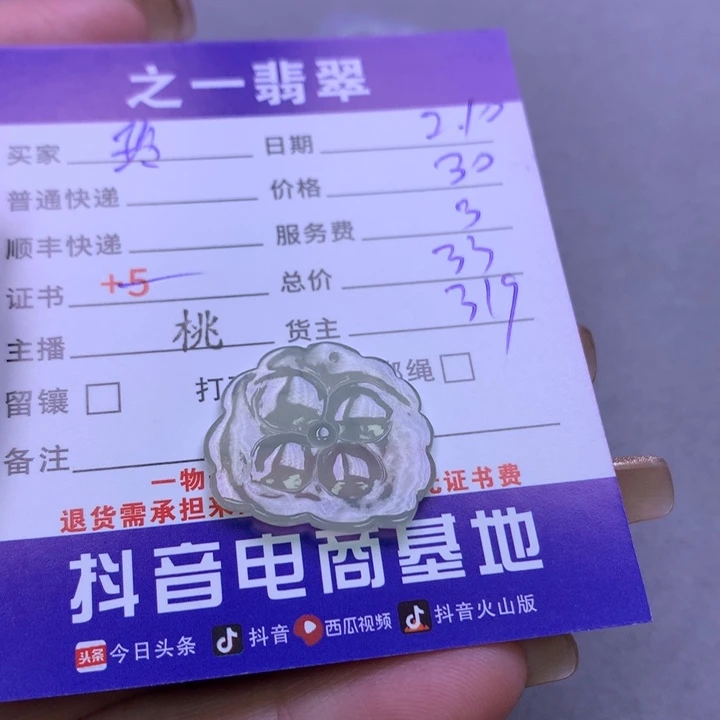 之一翡翠
买家 日期 2.10
普通快递 价格 30
顺丰快递 服务费 3
证书 +5 总价 33
主播 桃 货主 319
留镶 打 绳
备注
一物 证书费
退货需承担
抖音电商基地
头条 今日头条 抖音 西瓜视频 抖音火山版